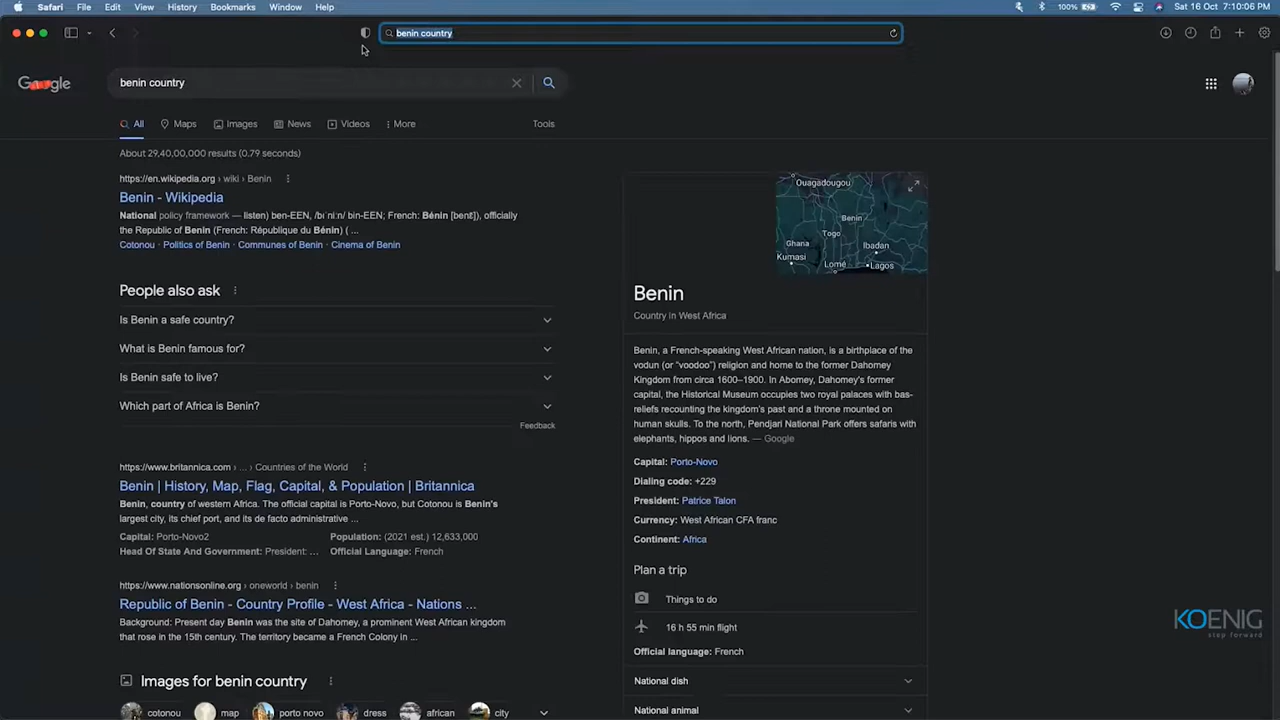 Safari File Edit View History Bookmarks Window Help 100% Sat 16 Oct 7:10:06 PM
benin country
Google benin country
All Maps Images News Videos More Tools
About 29,40,00,000 results (0.79 seconds)
https://en.wikipedia.org › wiki › Benin
Benin - Wikipedia
National policy framework — listen) ben-EEN, /bɪˈniːn/ bin-EEN; French: Bénin [benɛ̃]), officially
the Republic of Benin (French: République du Bénin) ( ...
Cotonou · Politics of Benin · Communes of Benin · Cinema of Benin
People also ask
Is Benin a safe country?
What is Benin famous for?
Is Benin safe to live?
Which part of Africa is Benin?
Feedback
https://www.britannica.com › ... › Countries of the World
Benin | History, Map, Flag, Capital, & Population | Britannica
Benin, country of western Africa. The official capital is Porto-Novo, but Cotonou is Benin's
largest city, its chief port, and its de facto administrative ...
Capital: Porto-Novo2 Population: (2021 est.) 12,633,000
Head Of State And Government: President: ... Official Language: French
https://www.nationsonline.org › oneworld › benin
Republic of Benin - Country Profile - West Africa - Nations ...
Background: Present day Benin was the site of Dahomey, a prominent West African kingdom
that rose in the 15th century. The territory became a French Colony in ...
Images for benin country
cotonou map porto novo dress african city
Ouagadougou
Benin
Togo
Ghana Ibadan
Kumasi Lomé Lagos
Benin
Country in West Africa
Benin, a French-speaking West African nation, is a birthplace of the
vodun (or "voodoo") religion and home to the former Dahomey
Kingdom from circa 1600–1900. In Abomey, Dahomey's former
capital, the Historical Museum occupies two royal palaces with bas-
reliefs recounting the kingdom's past and a throne mounted on
human skulls. To the north, Pendjari National Park offers safaris with
elephants, hippos and lions. — Google
Capital: Porto-Novo
Dialing code: +229
President: Patrice Talon
Currency: West African CFA franc
Continent: Africa
Plan a trip
Things to do
16 h 55 min flight
Official language: French
National dish
National animal
KOENIG
step forward